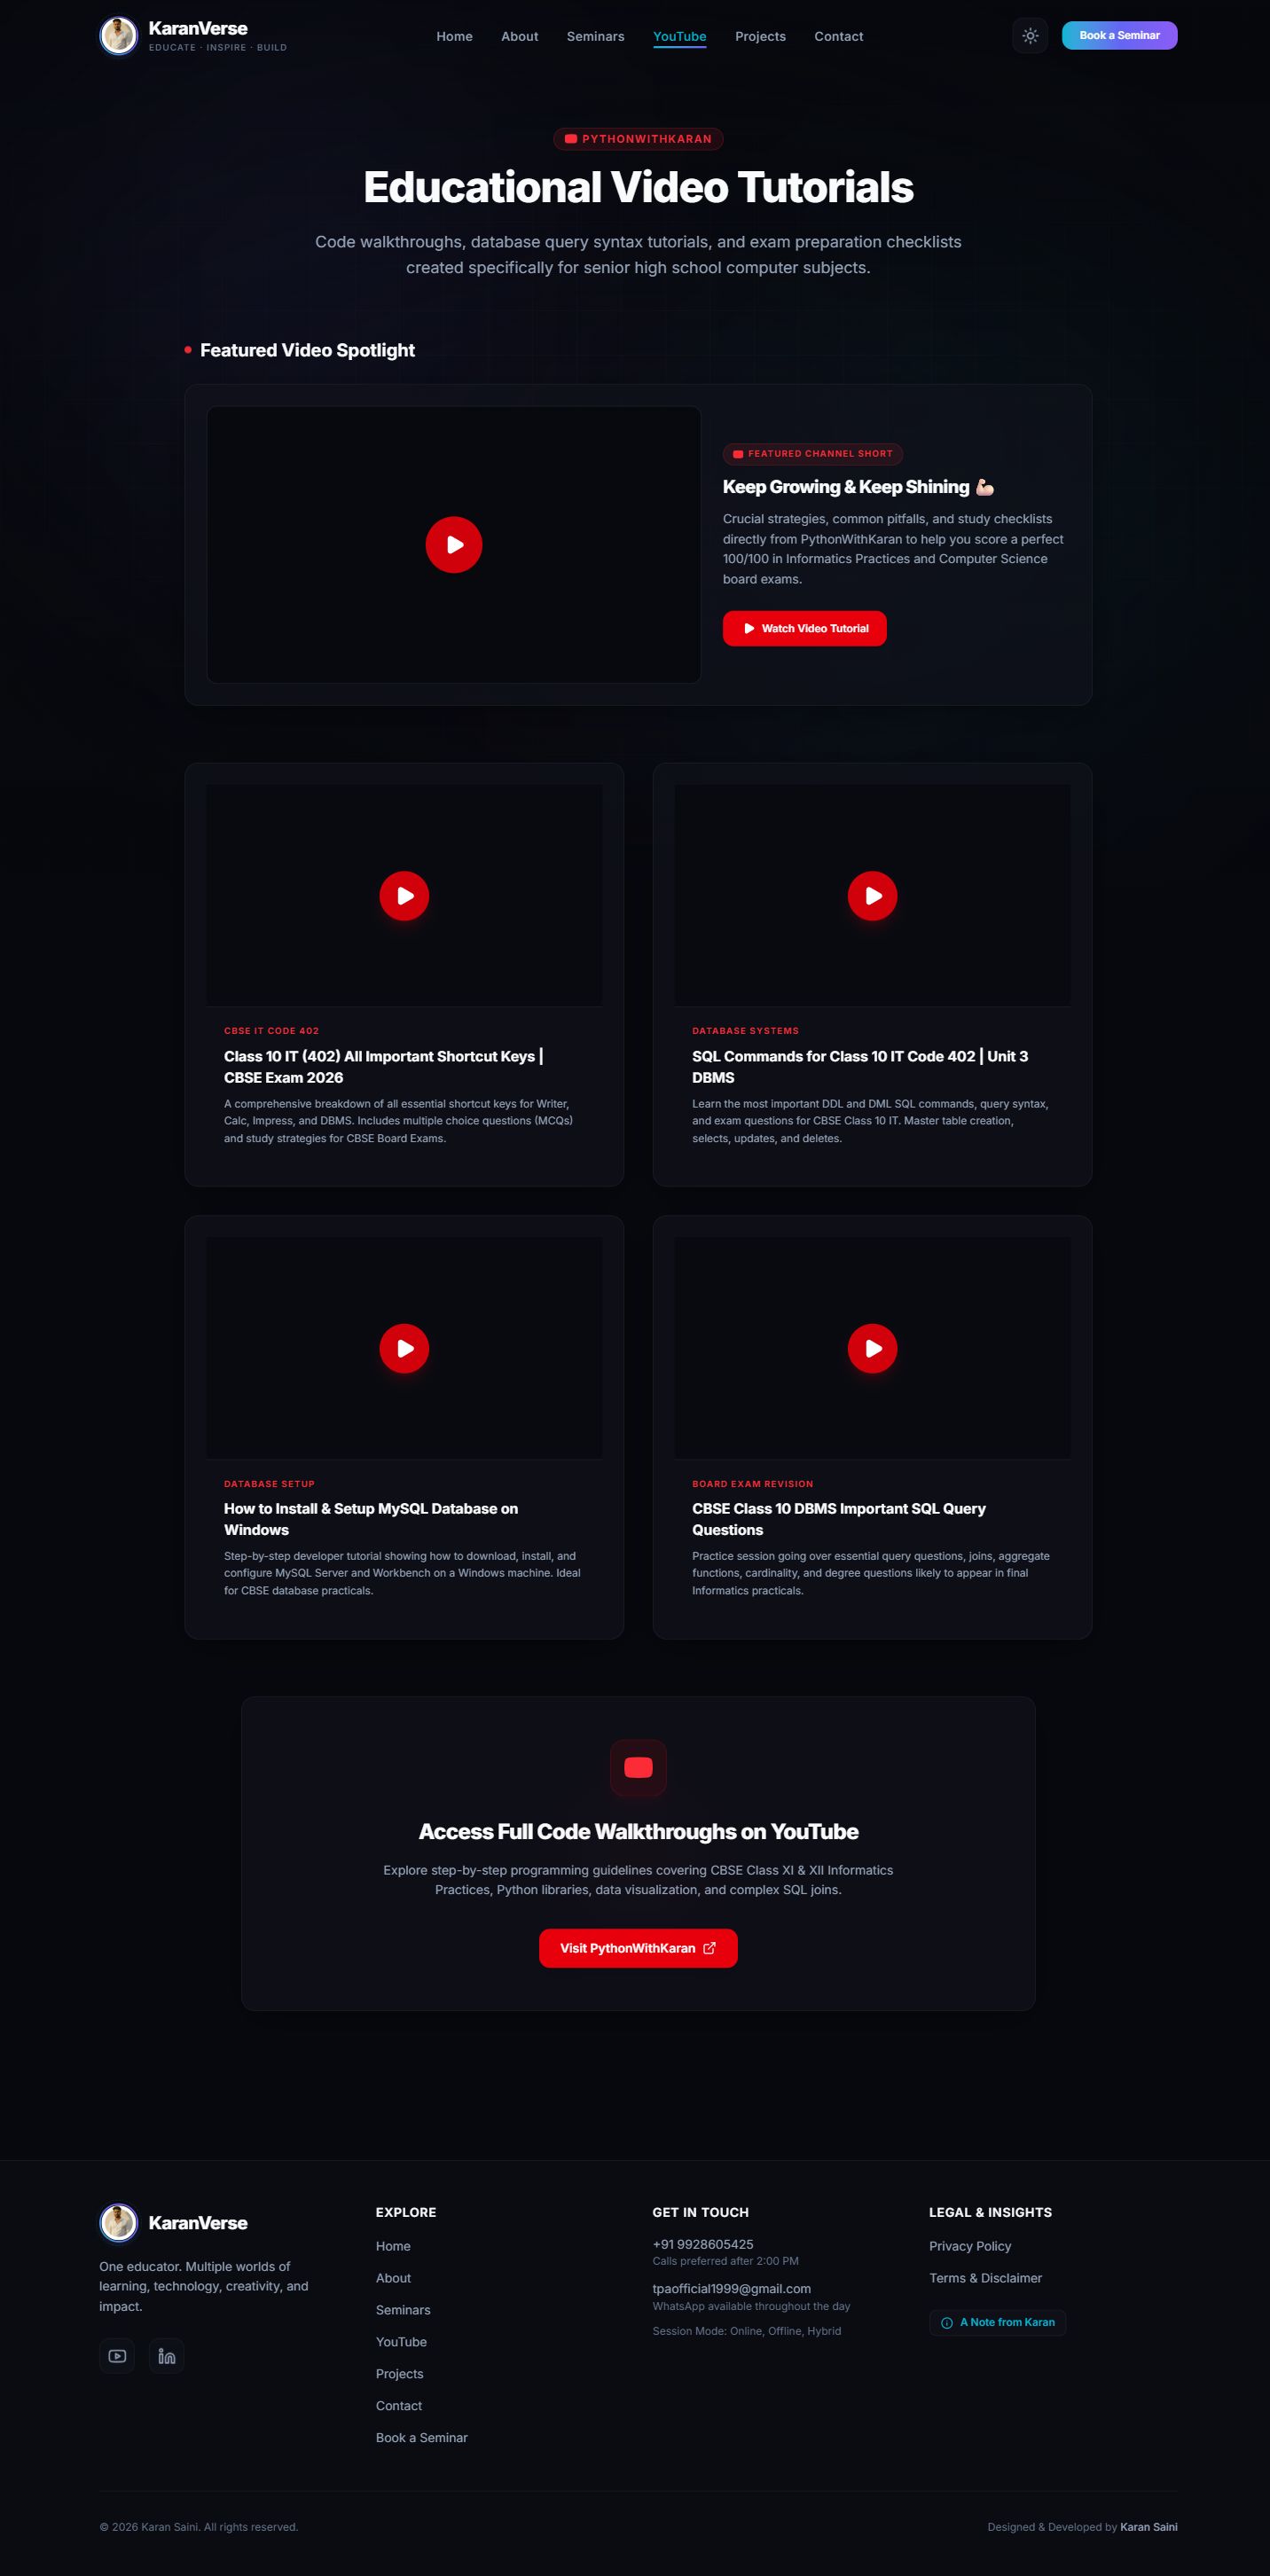 KaranVerse
EDUCATE · INSPIRE · BUILD
Home
About
Seminars
YouTube
Projects
Contact
Book a Seminar
PYTHONWITHKARAN
Educational Video Tutorials
Code walkthroughs, database query syntax tutorials, and exam preparation checklists
created specifically for senior high school computer subjects.
Featured Video Spotlight
FEATURED CHANNEL SHORT
Keep Growing & Keep Shining 💪🏻
Crucial strategies, common pitfalls, and study checklists
directly from PythonWithKaran to help you score a perfect
100/100 in Informatics Practices and Computer Science
board exams.
Watch Video Tutorial
CBSE IT CODE 402
Class 10 IT (402) All Important Shortcut Keys |
CBSE Exam 2026
A comprehensive breakdown of all essential shortcut keys for Writer,
Calc, Impress, and DBMS. Includes multiple choice questions (MCQs)
and study strategies for CBSE Board Exams.
DATABASE SYSTEMS
SQL Commands for Class 10 IT Code 402 | Unit 3
DBMS
Learn the most important DDL and DML SQL commands, query syntax,
and exam questions for CBSE Class 10 IT. Master table creation,
selects, updates, and deletes.
DATABASE SETUP
How to Install & Setup MySQL Database on
Windows
Step-by-step developer tutorial showing how to download, install, and
configure MySQL Server and Workbench on a Windows machine. Ideal
for CBSE database practicals.
BOARD EXAM REVISION
CBSE Class 10 DBMS Important SQL Query
Questions
Practice session going over essential query questions, joins, aggregate
functions, cardinality, and degree questions likely to appear in final
Informatics practicals.
Access Full Code Walkthroughs on YouTube
Explore step-by-step programming guidelines covering CBSE Class XI & XII Informatics
Practices, Python libraries, data visualization, and complex SQL joins.
Visit PythonWithKaran
KaranVerse
One educator. Multiple worlds of
learning, technology, creativity, and
impact.
EXPLORE
Home
About
Seminars
YouTube
Projects
Contact
Book a Seminar
GET IN TOUCH
+91 9928605425
Calls preferred after 2:00 PM
tpaofficial1999@gmail.com
WhatsApp available throughout the day
Session Mode: Online, Offline, Hybrid
LEGAL & INSIGHTS
Privacy Policy
Terms & Disclaimer
A Note from Karan
© 2026 Karan Saini. All rights reserved.
Designed & Developed by Karan Saini